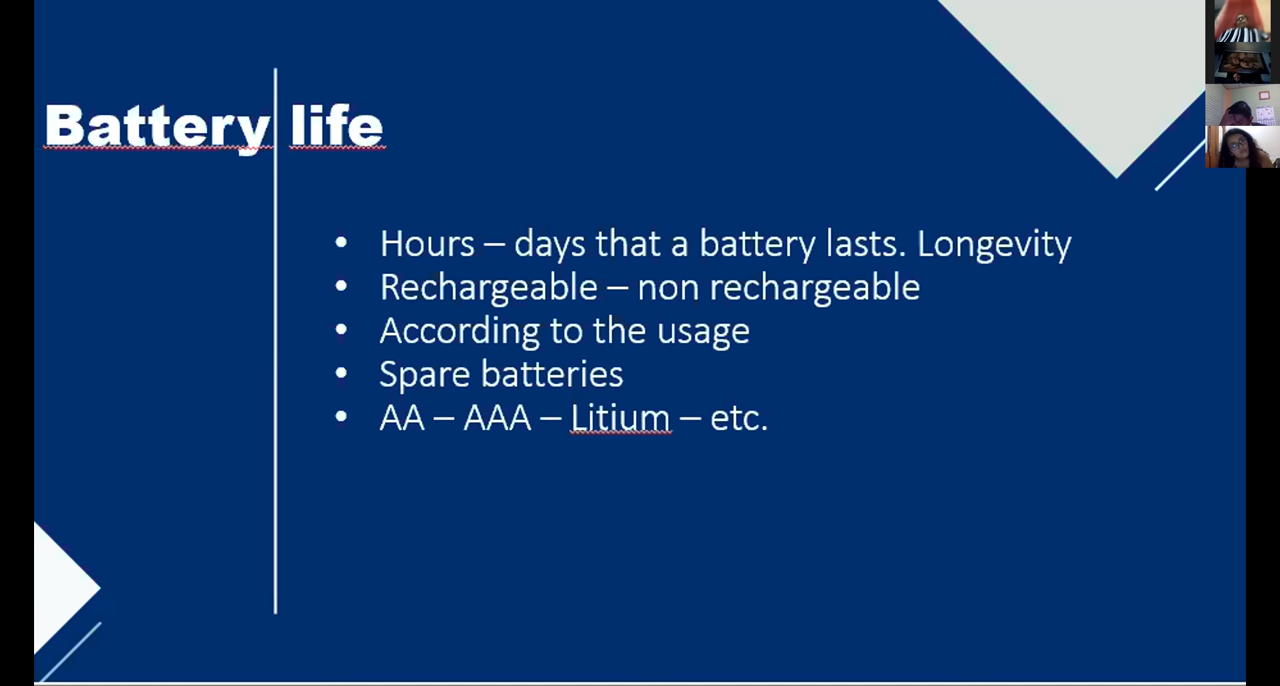 Battery life
• Hours – days that a battery lasts. Longevity
• Rechargeable – non rechargeable
• According to the usage
• Spare batteries
• AA – AAA – Litium – etc.